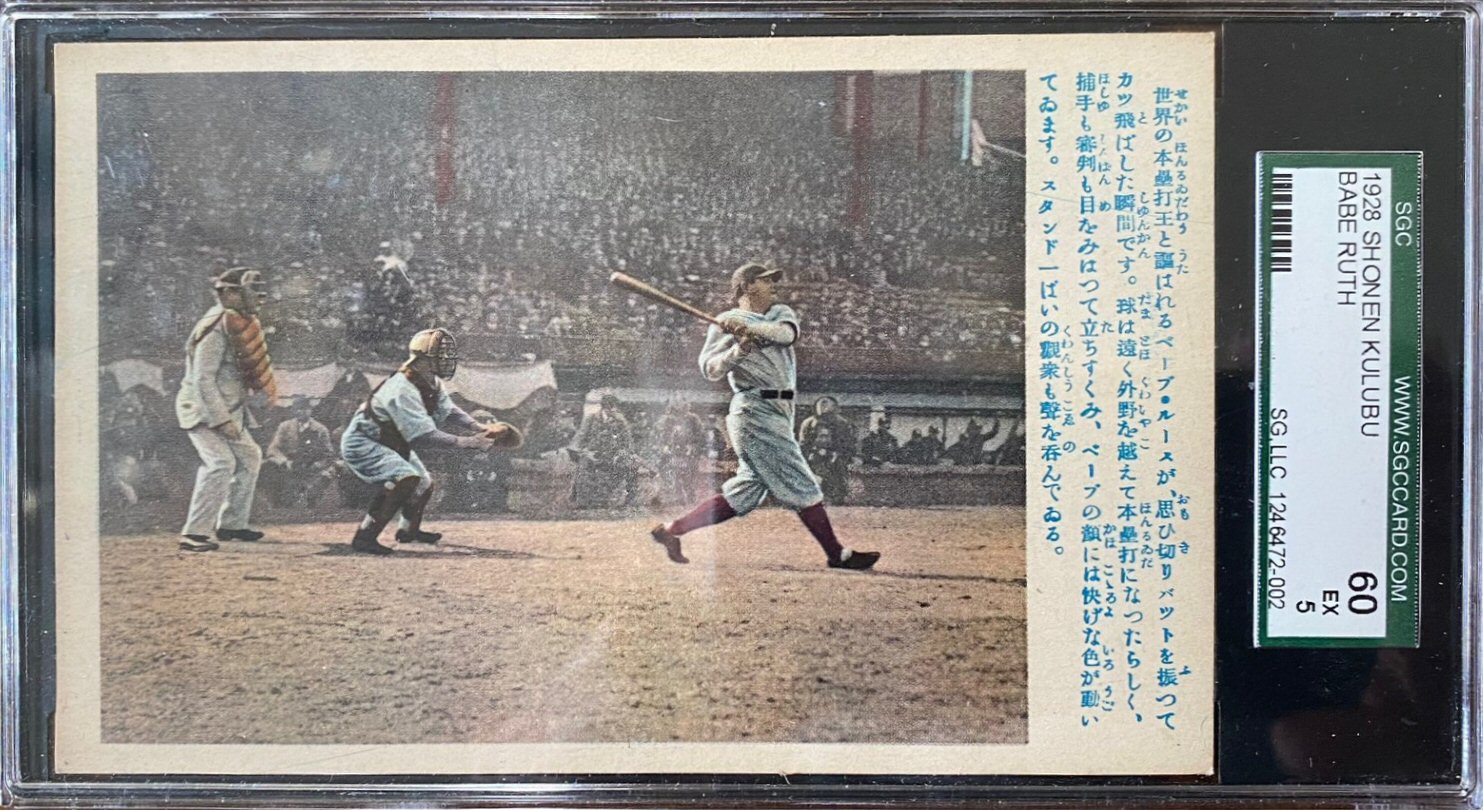 世界の本壘打王と謳はれるベーブ・ルースが、思ひ切りバツトを振つて
カツ飛ばした瞬間です。球は遠く外野を越えて本壘打になつたらしく、
捕手も審判も目をみはつて立ちすくみ、ベーブの顔には快げな色が動い
てゐます。スタンド一ぱいの觀衆も聲を呑んでゐる。
SGC WWW.SGCCARD.COM
1928 SHONEN KULUBU
BABE RUTH
60
EX
5
SG,LLC 1246472-002